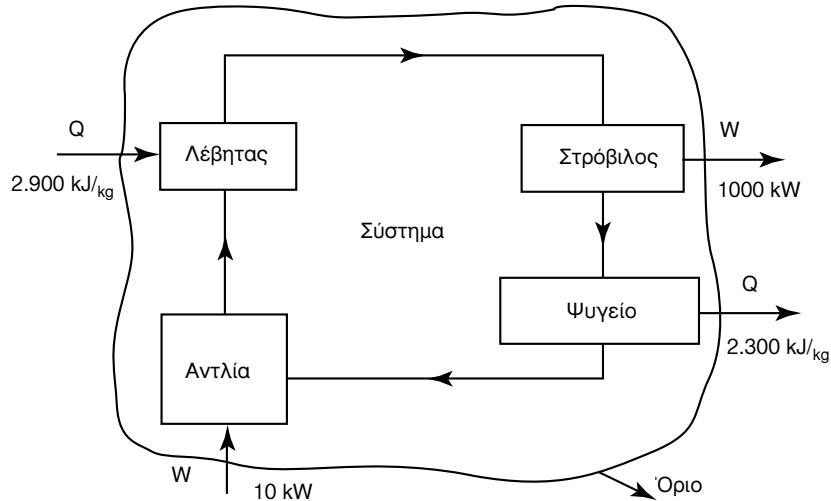 Q
Λέβητας
2.900 kJ/kg
Στρόβιλος
W
1000 kW
Σύστημα
Ψυγείο
Q
2.300 kJ/kg
Αντλία
W
10 kW
Όριο